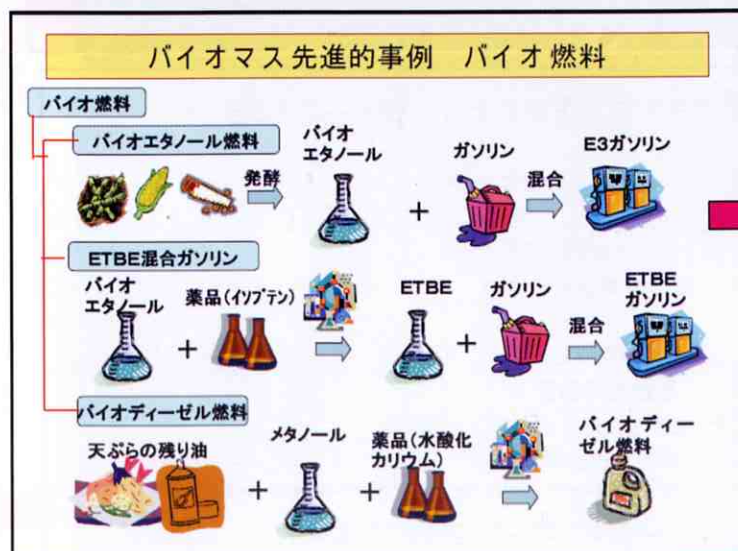 バイオマス先進的事例　バイオ燃料
バイオ燃料
バイオエタノール燃料
発酵
バイオ
エタノール
+
ガソリン
混合
E3ガソリン
ETBE混合ガソリン
バイオ
エタノール
+
薬品(イソブテン)
ETBE
+
ガソリン
混合
ETBE
ガソリン
バイオディーゼル燃料
天ぷらの残り油
+
メタノール
+
薬品(水酸化
カリウム)
バイオディー
ゼル燃料